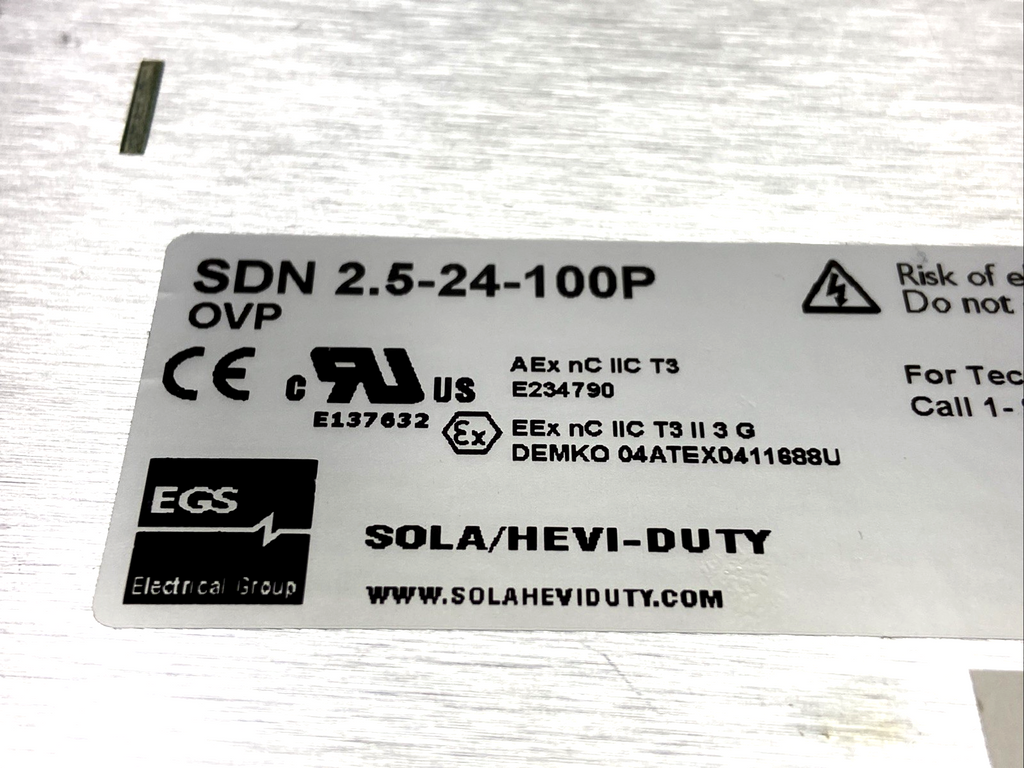 SDN 2.5-24-100P
OVP
Risk of
Do not
CE
C RU US
E137632
AEx nC IIC T3
E234790
Ex
EEx nC IIC T3 II 3 G
DEMKO 04ATEX0411688U
For
Call 1-
EGS
Electrical Group
SOLA/HEVI-DUTY
WWW.SOLAHEVIDUTY.COM